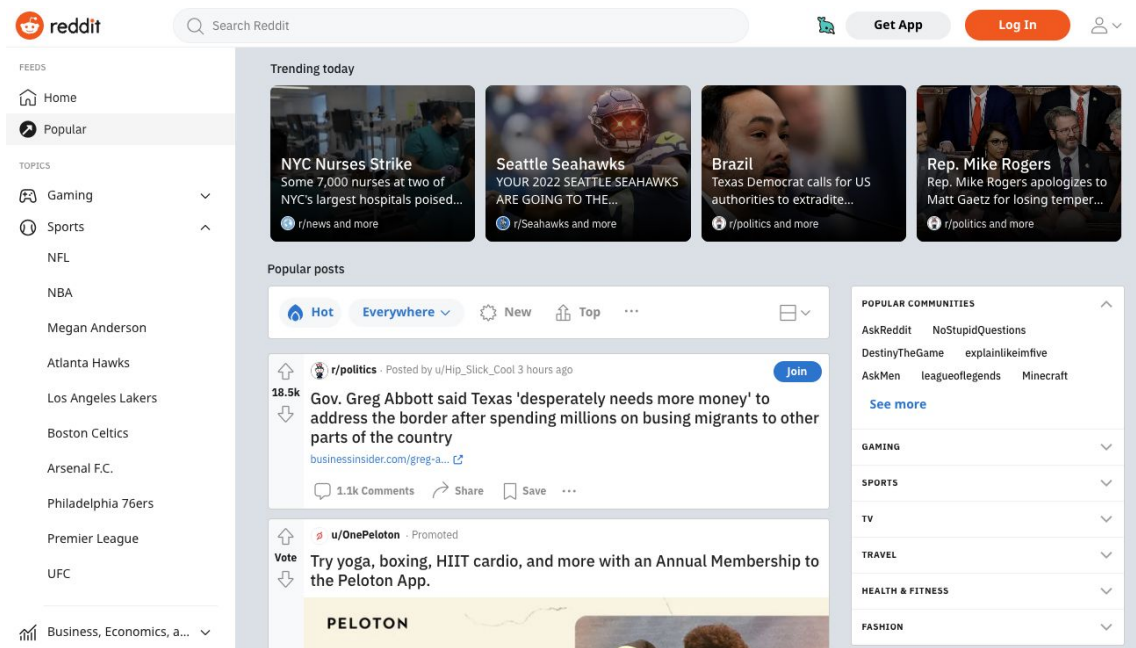 reddit
Search Reddit
Get App
Log In
FEEDS
Home
Popular
TOPICS
Gaming
Sports
NFL
NBA
Megan Anderson
Atlanta Hawks
Los Angeles Lakers
Boston Celtics
Arsenal F.C.
Philadelphia 76ers
Premier League
UFC
Business, Economics, a...
Trending today
NYC Nurses Strike
Some 7,000 nurses at two of
NYC's largest hospitals poised...
r/news and more
Seattle Seahawks
YOUR 2022 SEATTLE SEAHAWKS
ARE GOING TO THE...
r/Seahawks and more
Brazil
Texas Democrat calls for US
authorities to extradite...
r/politics and more
Rep. Mike Rogers
Rep. Mike Rogers apologizes to
Matt Gaetz for losing temper...
r/politics and more
Popular posts
Hot
Everywhere
New
Top
...
r/politics · Posted by u/Hip_Slick_Cool 3 hours ago
Join
18.5k
Gov. Greg Abbott said Texas 'desperately needs more money' to
address the border after spending millions on busing migrants to other
parts of the country
businessinsider.com/greg-a...
1.1k Comments
Share
Save
...
u/OnePeloton · Promoted
Vote
Try yoga, boxing, HIIT cardio, and more with an Annual Membership to
the Peloton App.
PELOTON
POPULAR COMMUNITIES
AskReddit NoStupidQuestions
DestinyTheGame explainlikeimfive
AskMen leagueoflegends Minecraft
See more
GAMING
SPORTS
TV
TRAVEL
HEALTH & FITNESS
FASHION